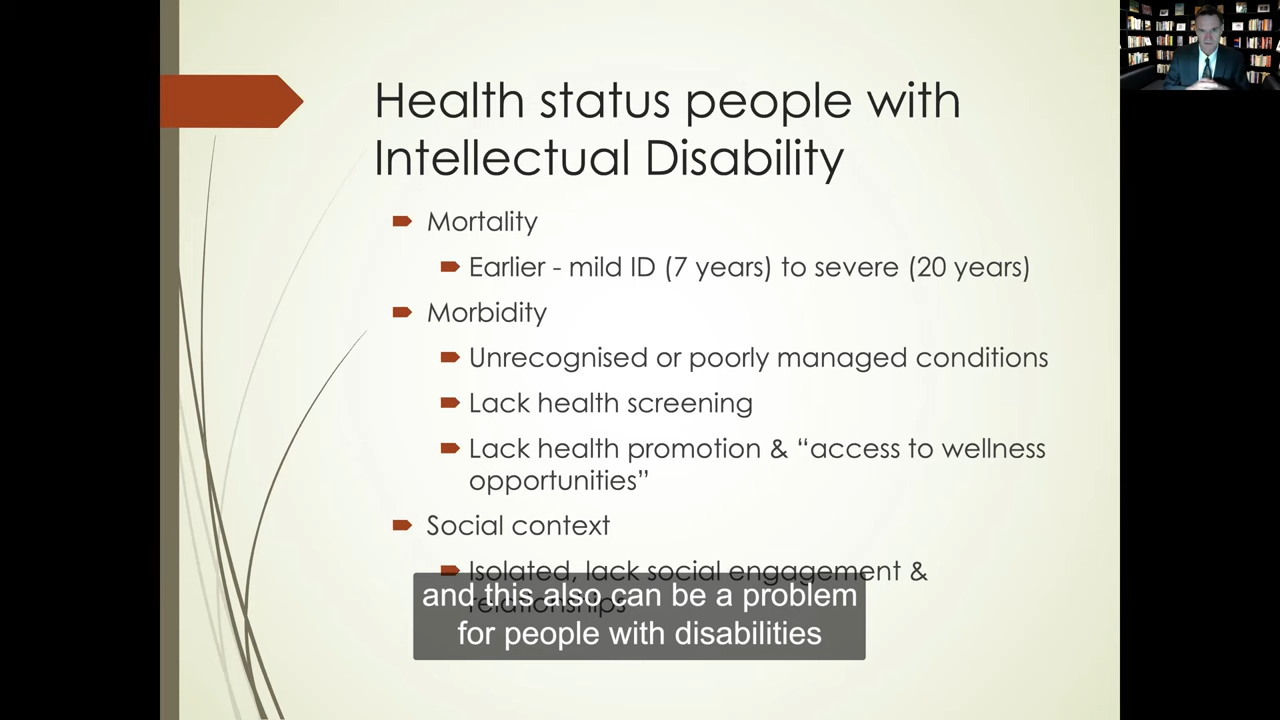 Health status people with
Intellectual Disability
Mortality
Earlier - mild ID (7 years) to severe (20 years)
Morbidity
Unrecognised or poorly managed conditions
Lack health screening
Lack health promotion & “access to wellness
opportunities”
Social context
Isolated, lack social engagement &
relationships
and this also can be a problem
for people with disabilities